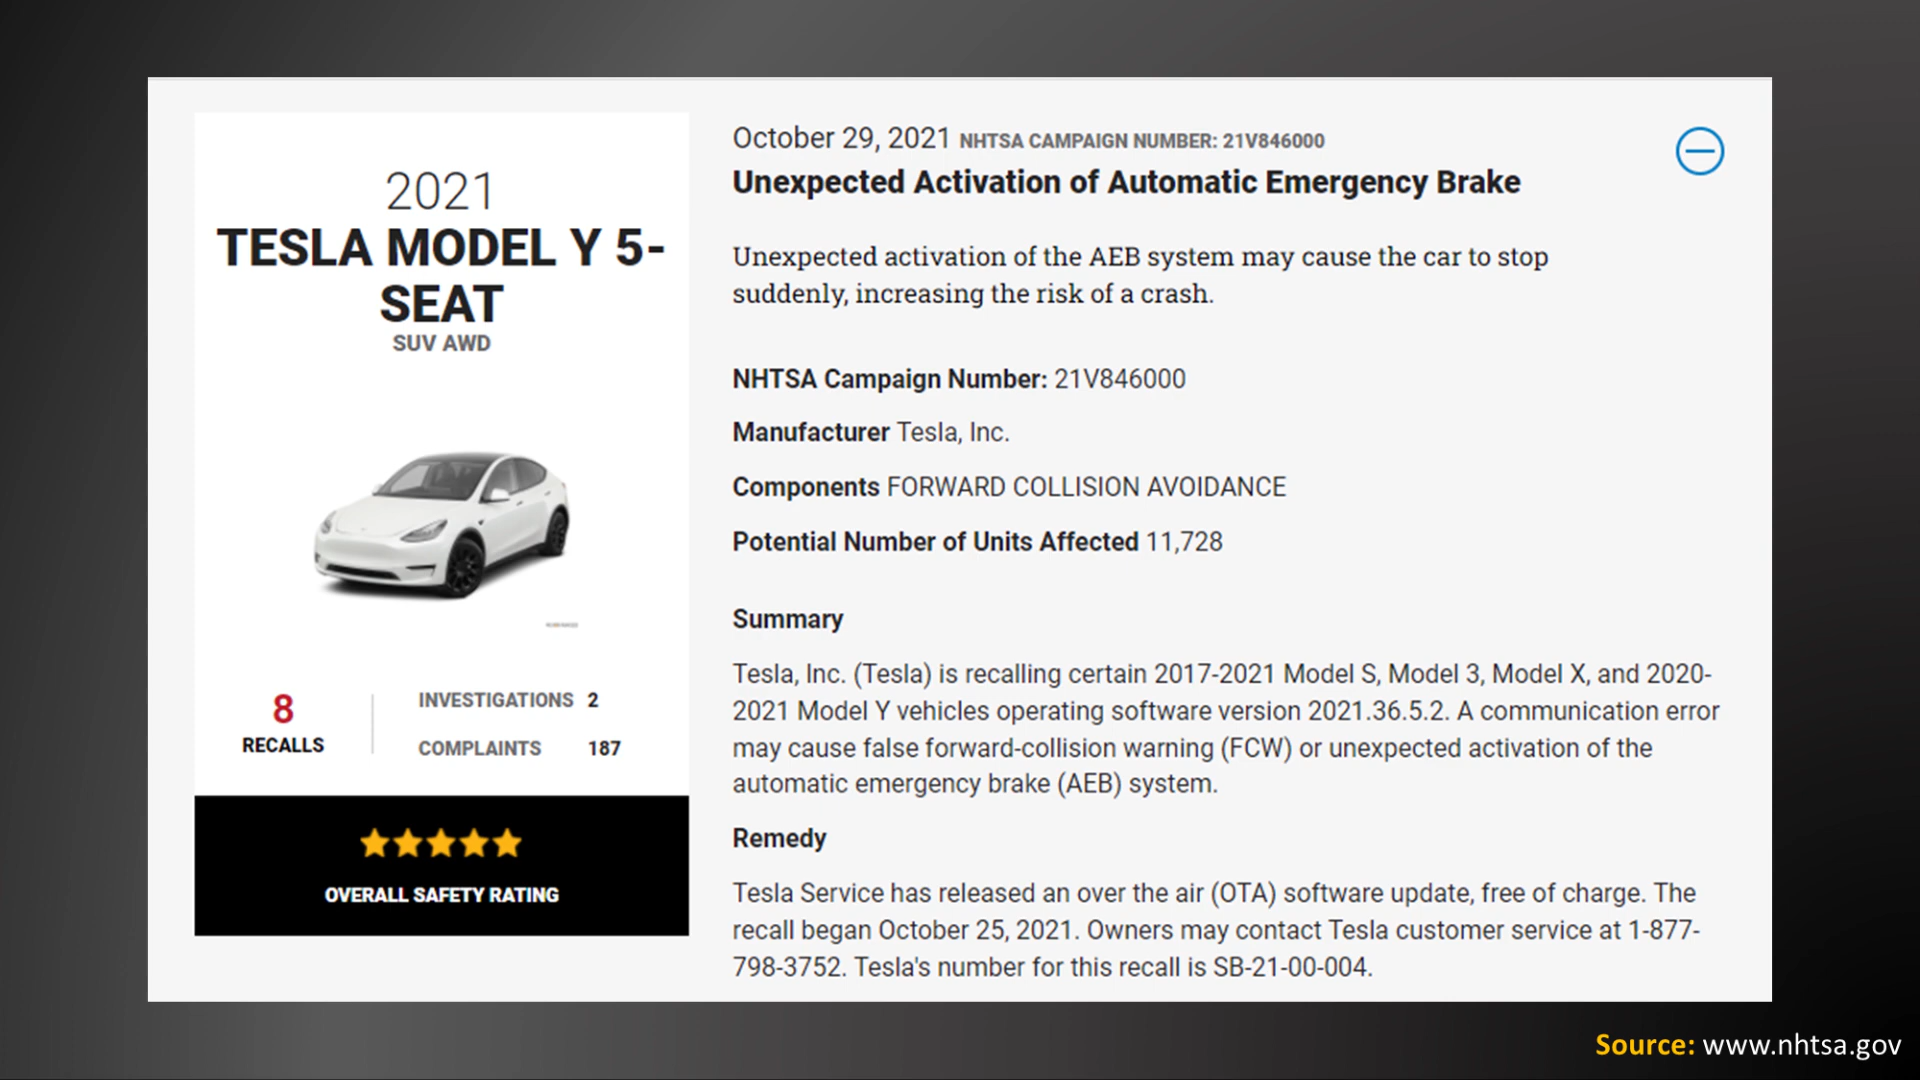 2021
TESLA MODEL Y 5-
SEAT
SUV AWD
8
RECALLS
INVESTIGATIONS 2
COMPLAINTS 187
OVERALL SAFETY RATING
October 29, 2021 NHTSA CAMPAIGN NUMBER: 21V846000
Unexpected Activation of Automatic Emergency Brake
Unexpected activation of the AEB system may cause the car to stop
suddenly, increasing the risk of a crash.
NHTSA Campaign Number: 21V846000
Manufacturer Tesla, Inc.
Components FORWARD COLLISION AVOIDANCE
Potential Number of Units Affected 11,728
Summary
Tesla, Inc. (Tesla) is recalling certain 2017-2021 Model S, Model 3, Model X, and 2020-
2021 Model Y vehicles operating software version 2021.36.5.2. A communication error
may cause false forward-collision warning (FCW) or unexpected activation of the
automatic emergency brake (AEB) system.
Remedy
Tesla Service has released an over the air (OTA) software update, free of charge. The
recall began October 25, 2021. Owners may contact Tesla customer service at 1-877-
798-3752. Tesla's number for this recall is SB-21-00-004.
Source: www.nhtsa.gov